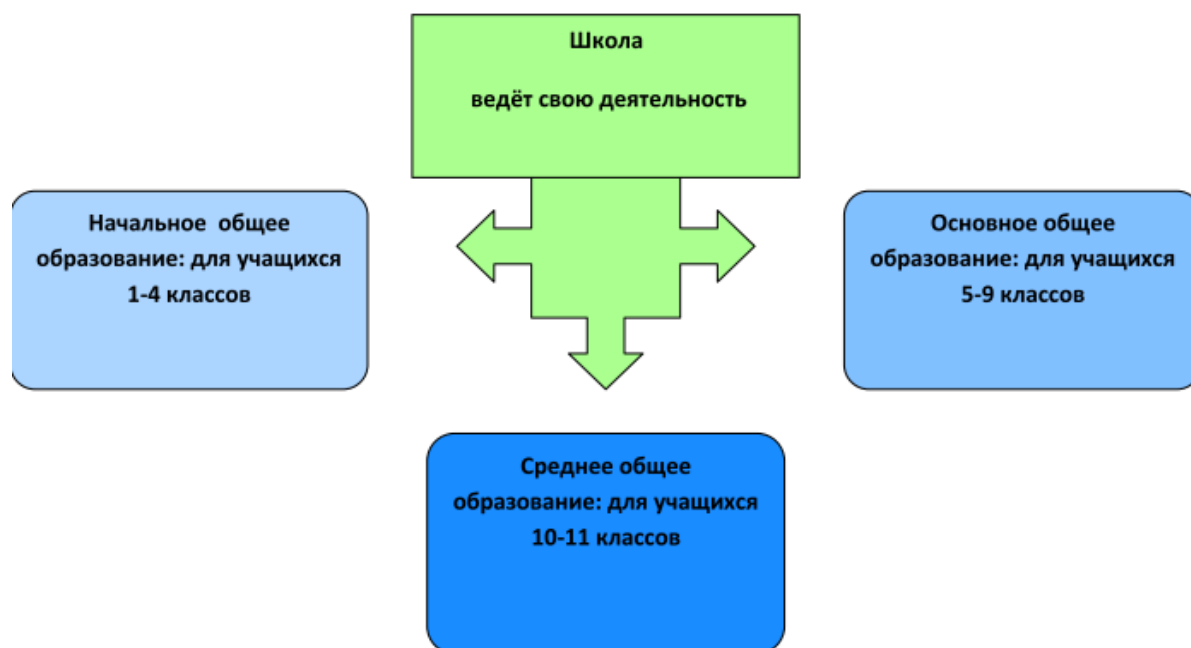 Школа
ведёт свою деятельность
Начальное общее
образование: для учащихся
1-4 классов
Основное общее
образование: для учащихся
5-9 классов
Среднее общее
образование: для учащихся
10-11 классов